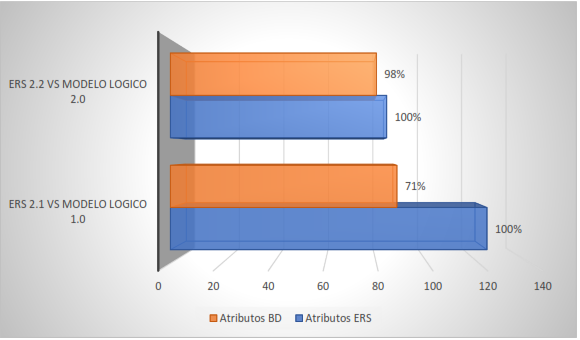 ERS 2.2 VS MODELO LOGICO
2.0
98%
100%
ERS 2.1 VS MODELO LOGICO
1.0
71%
100%
0 20 40 60 80 100 120 140
Atributos BD Atributos ERS